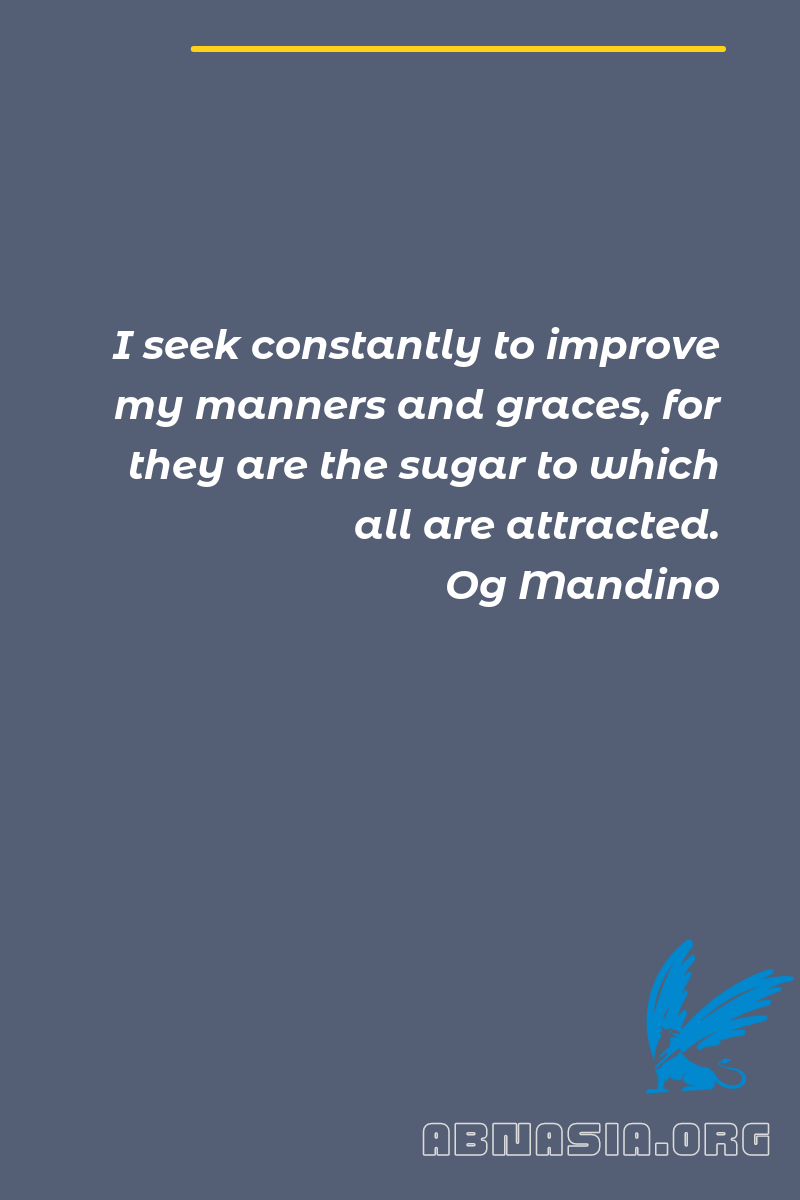 I seek constantly to improve
my manners and graces, for
they are the sugar to which
all are attracted.
Og Mandino
ABNASIA.ORG